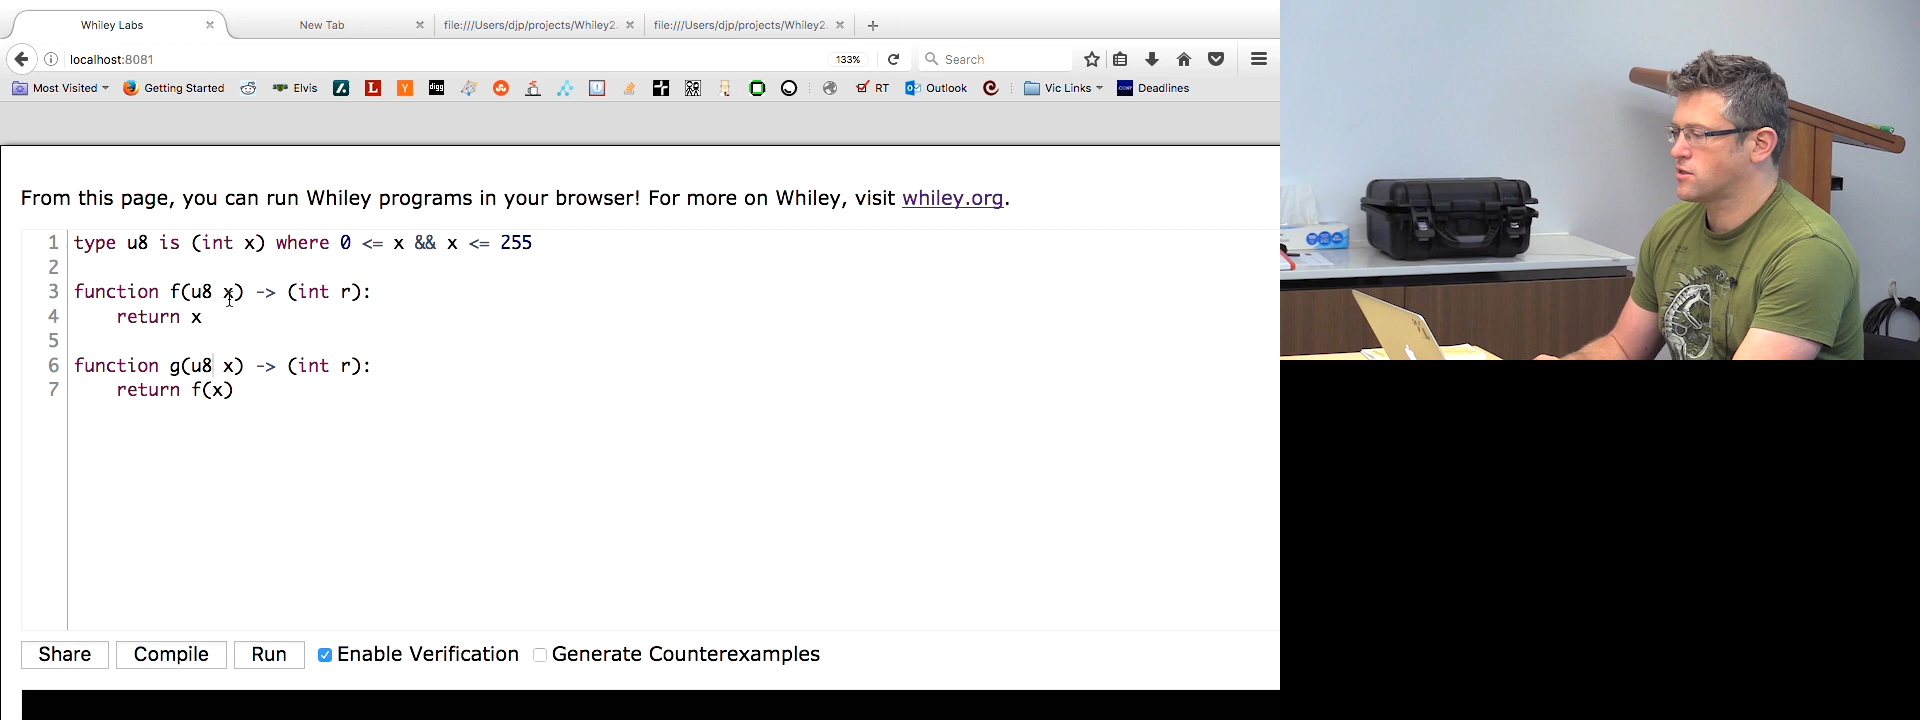 Whiley Labs
New Tab
file:///Users/djp/projects/Whiley2
file:///Users/djp/projects/Whiley2
localhost:8081
133%
Search
Most Visited
Getting Started
Elvis
L
Y
digg
RT
Outlook
Vic Links
Deadlines
From this page, you can run Whiley programs in your browser! For more on Whiley, visit whiley.org.
1 type u8 is (int x) where 0 <= x && x <= 255
2
3 function f(u8 x) -> (int r):
4     return x
5
6 function g(u8 x) -> (int r):
7     return f(x)
Share
Compile
Run
Enable Verification
Generate Counterexamples